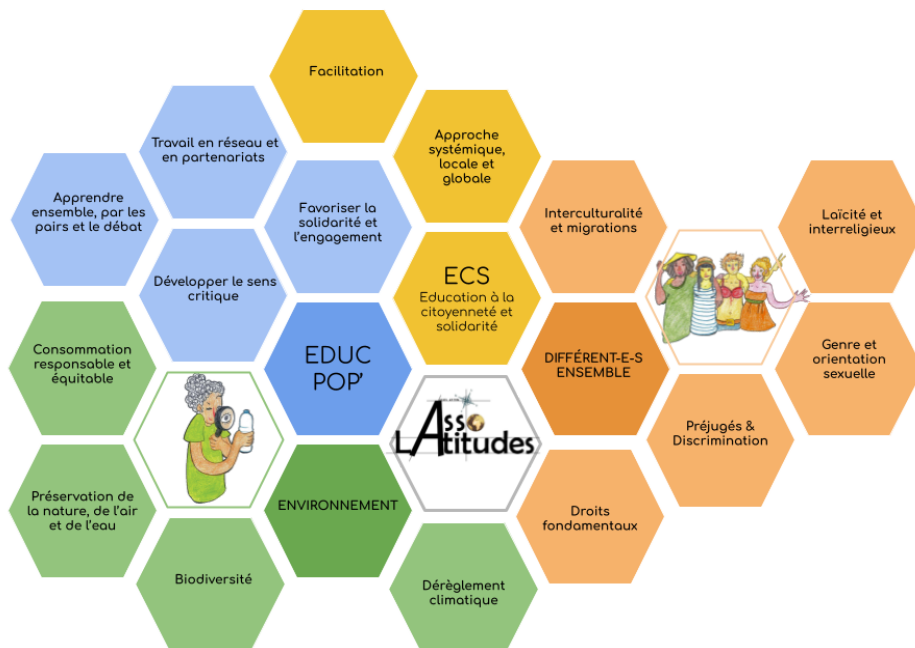 Facilitation
Travail en réseau et
en partenariats
Approche
systémique,
locale et
globale
Apprendre
ensemble, par les
pairs et le débat
Favoriser la
solidarité et
l'engagement
Interculturalité
et migrations
Laïcité et
interreligieux
Développer le sens
critique
ECS
Education à la
citoyenneté et
solidarité
Consommation
responsable et
équitable
EDUC
POP'
DIFFÉRENT-E-S
ENSEMBLE
Genre et
orientation
sexuelle
Asso
LAtitudes
Préjugés &
Discrimination
Préservation de
la nature, de l'air
et de l'eau
ENVIRONNEMENT
Droits
fondamentaux
Biodiversité
Dérèglement
climatique